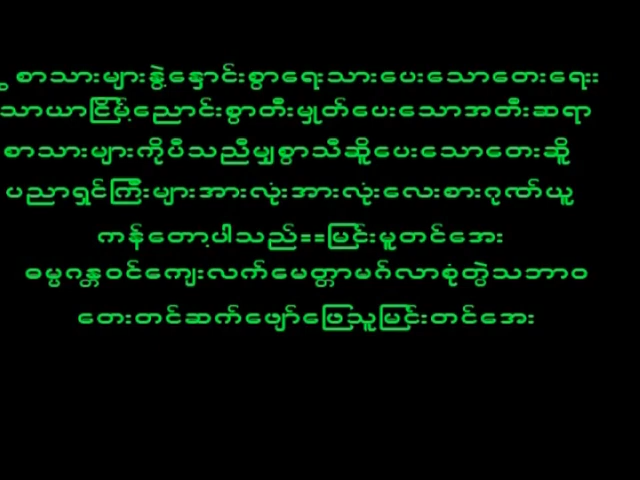 စာသားများနွဲ့နှောင်းစွာရေးသားပေးသောတေးရေး
သာယာငြိမ့်ညောင်းစွာတီးမှုတ်ပေးသောအတီးဆရာ
စာသားများကိုပီသညီမျှစွာသီဆိုပေးသောတေးဆို
ပညာရှင်ကြီးများအားလုံးအားလုံးလေးစားဂုဏ်ယူ
ကန်တော့ပါသည်==မြင့်မူတင်အေး
ဓမ္မဂန္တဝင်ကျေးလက်မေတ္တာမဂ်လာစုံတွဲသဘာဝ
တေးတင်ဆက်ဖျော်ဖြေသူမြင့်တင်အေး